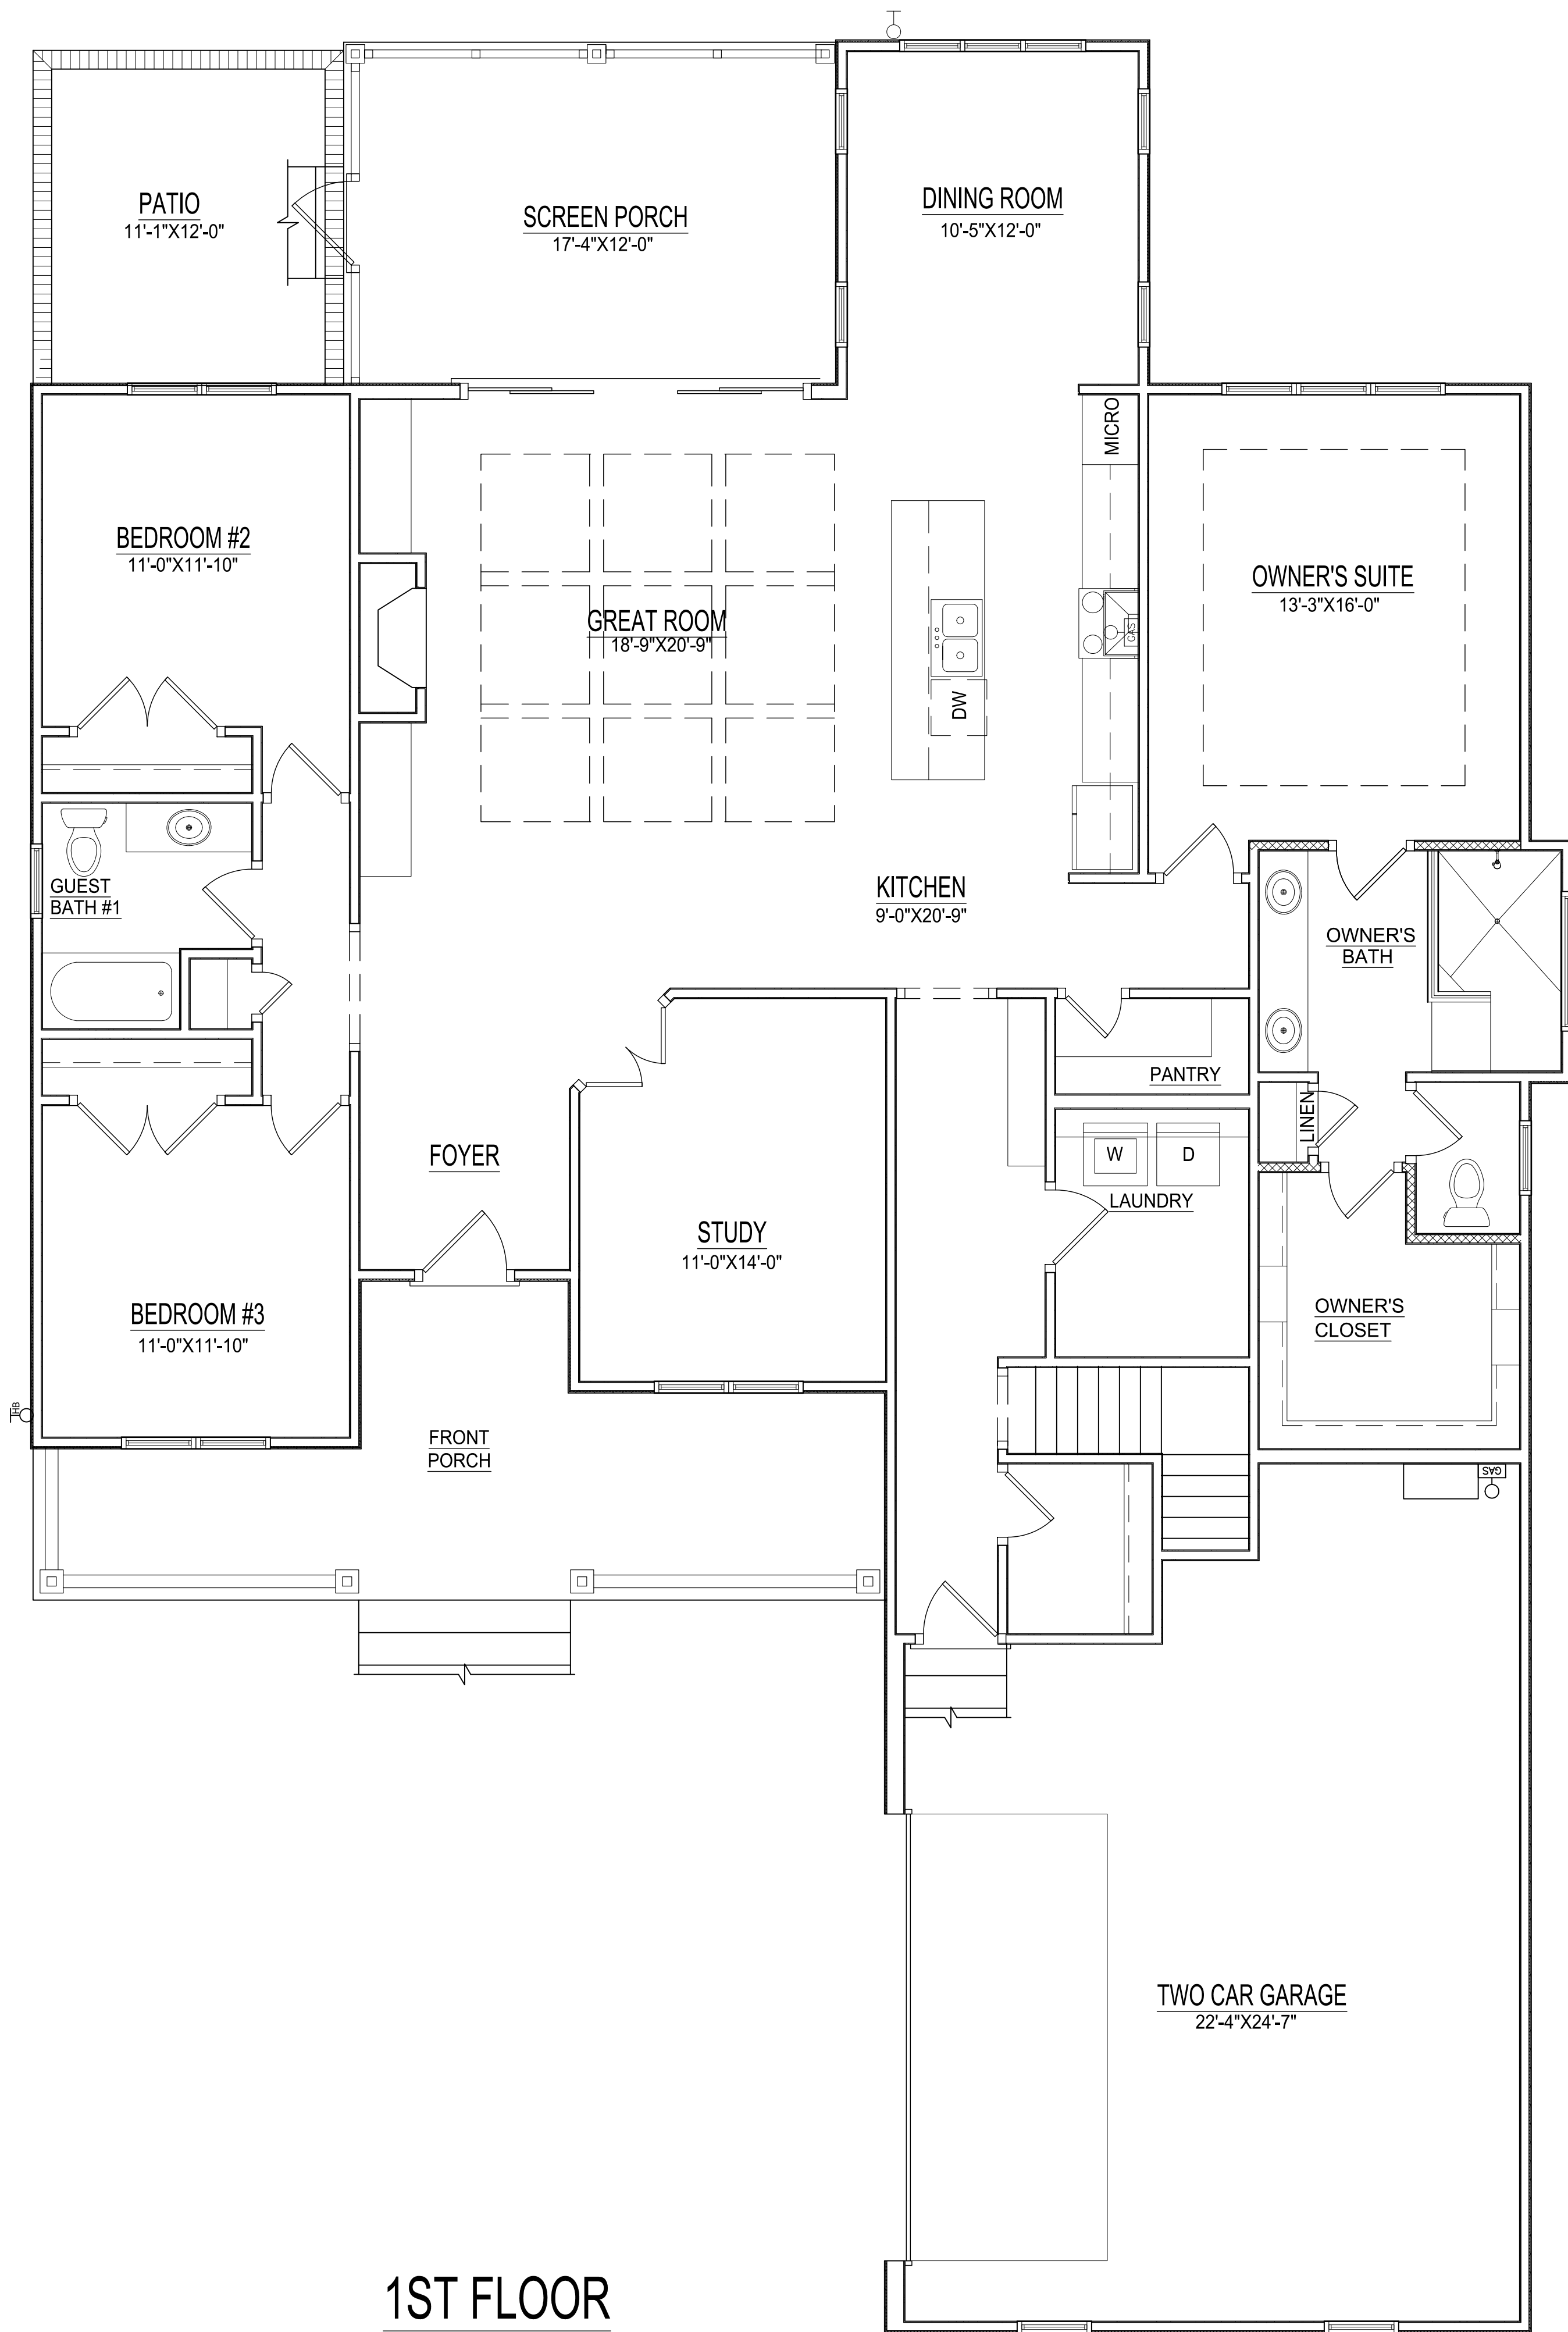 PATIO
11'-1"X12'-0"
SCREEN PORCH
17'-4"X12'-0"
DINING ROOM
10'-5"X12'-0"
MICRO
BEDROOM #2
11'-0"X11'-10"
GREAT ROOM
18'-9"X20'-9"
GAS
DW
OWNER'S SUITE
13'-3"X16'-0"
GUEST
BATH #1
KITCHEN
9'-0"X20'-9"
OWNER'S
BATH
PANTRY
LINEN
FOYER
W
D
LAUNDRY
STUDY
11'-0"X14'-0"
BEDROOM #3
11'-0"X11'-10"
OWNER'S
CLOSET
HB
FRONT
PORCH
GAS
TWO CAR GARAGE
22'-4"X24'-7"
1ST FLOOR